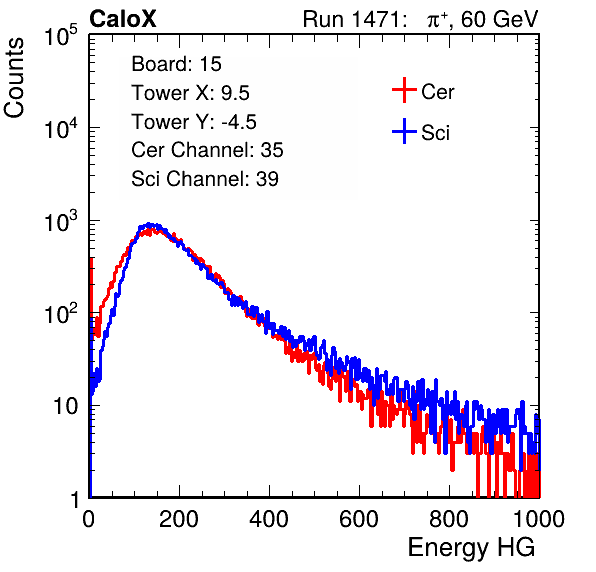 CaloX Run 1471: π⁺, 60 GeV
Counts
10⁵
10⁴
10³
10²
10
1
Board: 15
Tower X: 9.5
Tower Y: -4.5
Cer Channel: 35
Sci Channel: 39
Cer
Sci
0 200 400 600 800 1000
Energy HG